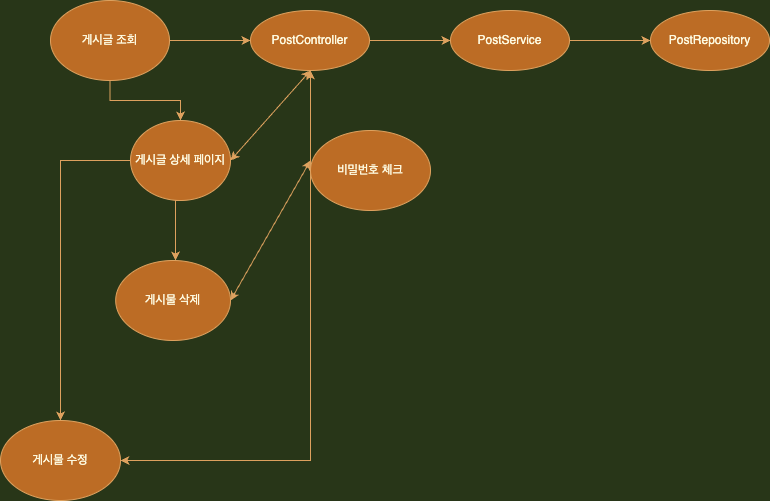 게시글 조회
PostController
PostService
PostRepository
게시글 상세 페이지
비밀번호 체크
게시물 삭제
게시물 수정